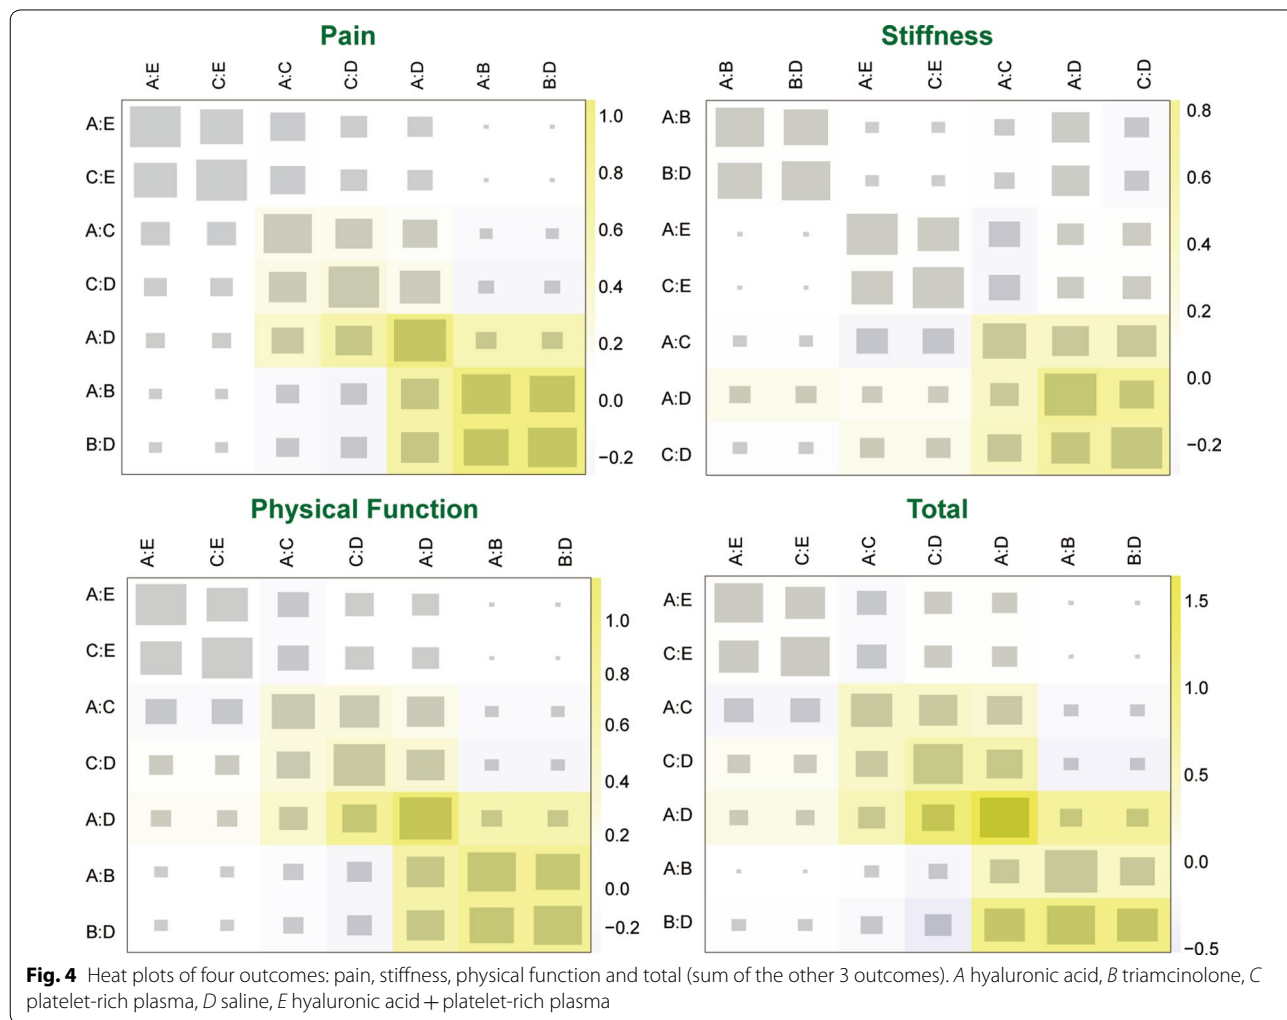 Pain
A:E C:E A:C C:D A:D A:B B:D
A:E
C:E
A:C
C:D
A:D
A:B
B:D
1.0
0.8
0.6
0.4
0.2
0.0
−0.2
Stiffness
A:B B:D A:E C:E A:C A:D C:D
A:B
B:D
A:E
C:E
A:C
A:D
C:D
0.8
0.6
0.4
0.2
0.0
−0.2
Physical Function
A:E C:E A:C C:D A:D A:B B:D
A:E
C:E
A:C
C:D
A:D
A:B
B:D
1.0
0.8
0.6
0.4
0.2
0.0
−0.2
Total
A:E C:E A:C C:D A:D A:B B:D
A:E
C:E
A:C
C:D
A:D
A:B
B:D
1.5
1.0
0.5
0.0
−0.5
Fig. 4 Heat plots of four outcomes: pain, stiffness, physical function and total (sum of the other 3 outcomes). A hyaluronic acid, B triamcinolone, C
platelet-rich plasma, D saline, E hyaluronic acid + platelet-rich plasma